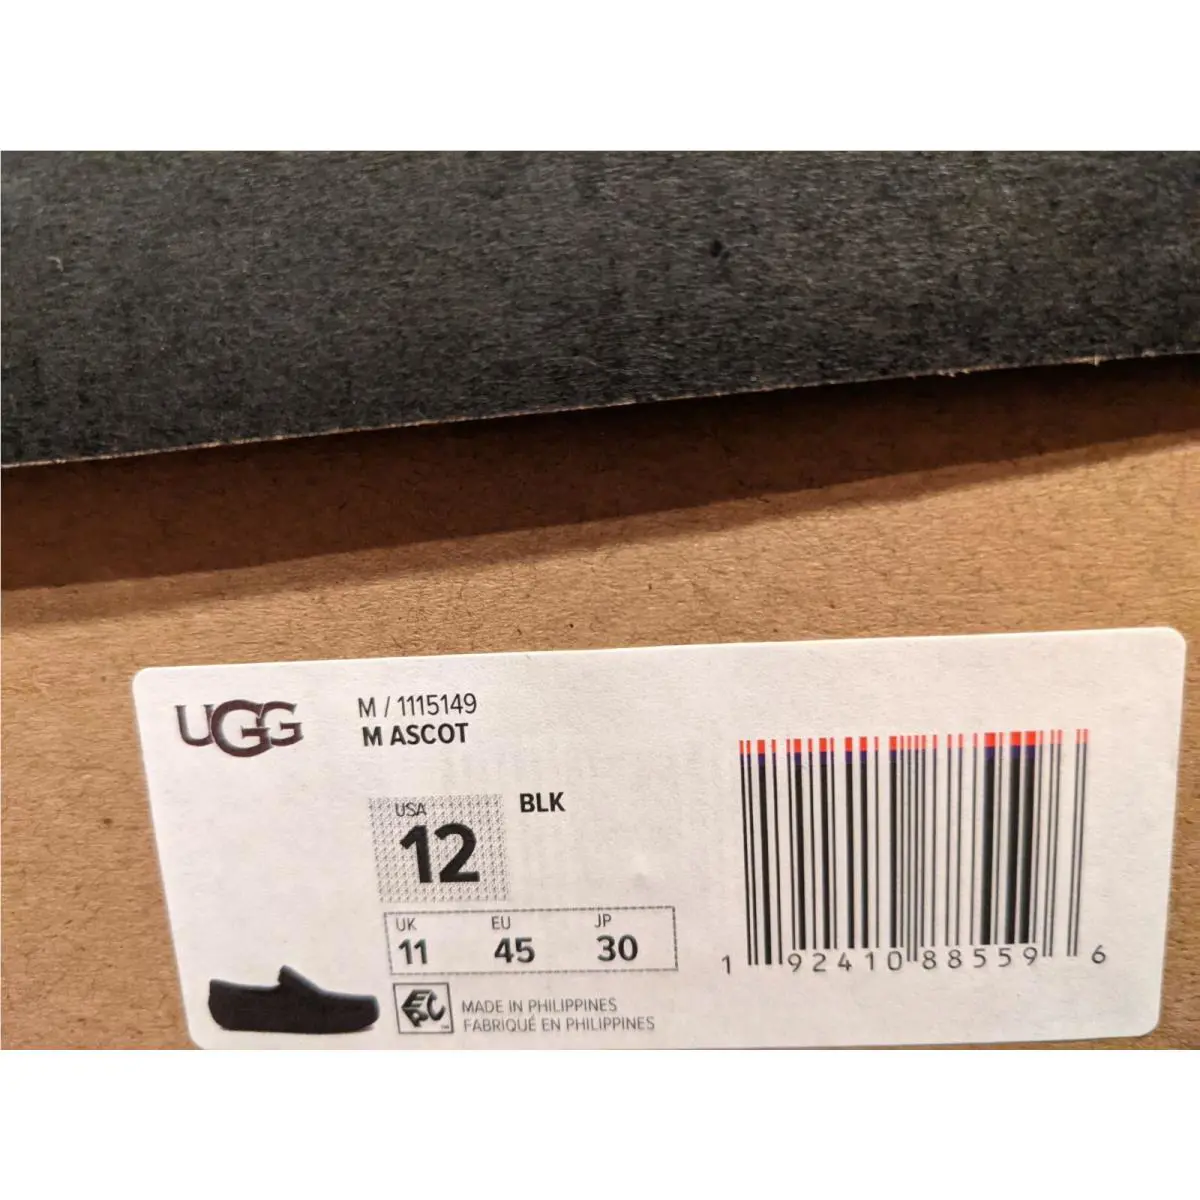 UGG
M / 1115149
M ASCOT
USA
12
BLK
UK EU JP
11 45 30
MADE IN PHILIPPINES
FABRIQUÉ EN PHILIPPINES
1 92410 88559 6